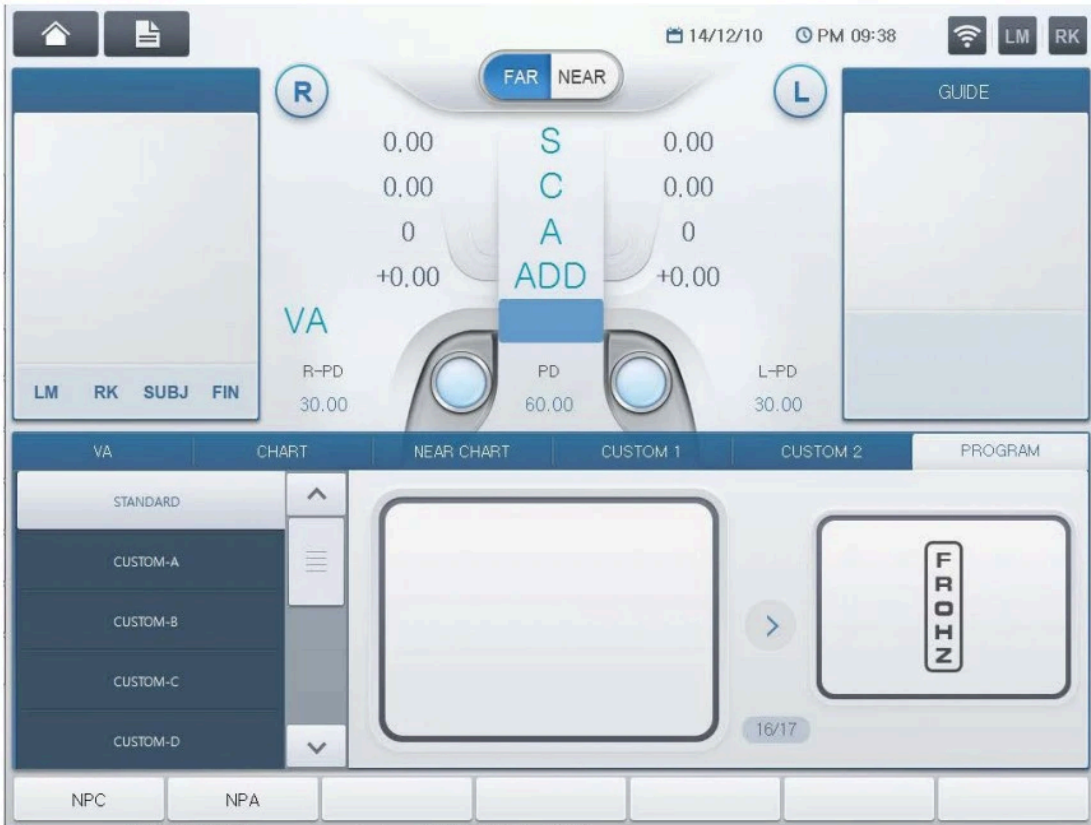 14/12/10 PM 09:38 LM RK
R FAR NEAR L GUIDE
0.00 S 0.00
0.00 C 0.00
0 A 0
+0.00 ADD +0.00
VA
R-PD PD L-PD
30.00 60.00 30.00
LM RK SUBJ FIN
VA CHART NEAR CHART CUSTOM 1 CUSTOM 2 PROGRAM
STANDARD
CUSTOM-A
CUSTOM-B
CUSTOM-C
CUSTOM-D
F
R
O
H
Z
16/17
NPC NPA